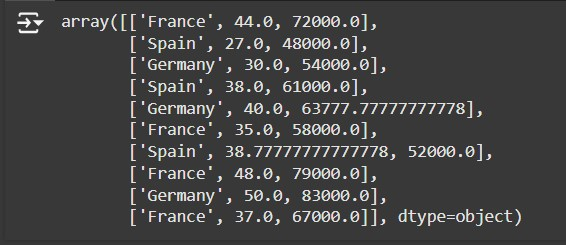 array([['France', 44.0, 72000.0],
['Spain', 27.0, 48000.0],
['Germany', 30.0, 54000.0],
['Spain', 38.0, 61000.0],
['Germany', 40.0, 63777.77777777778],
['France', 35.0, 58000.0],
['Spain', 38.77777777777778, 52000.0],
['France', 48.0, 79000.0],
['Germany', 50.0, 83000.0],
['France', 37.0, 67000.0]], dtype=object)